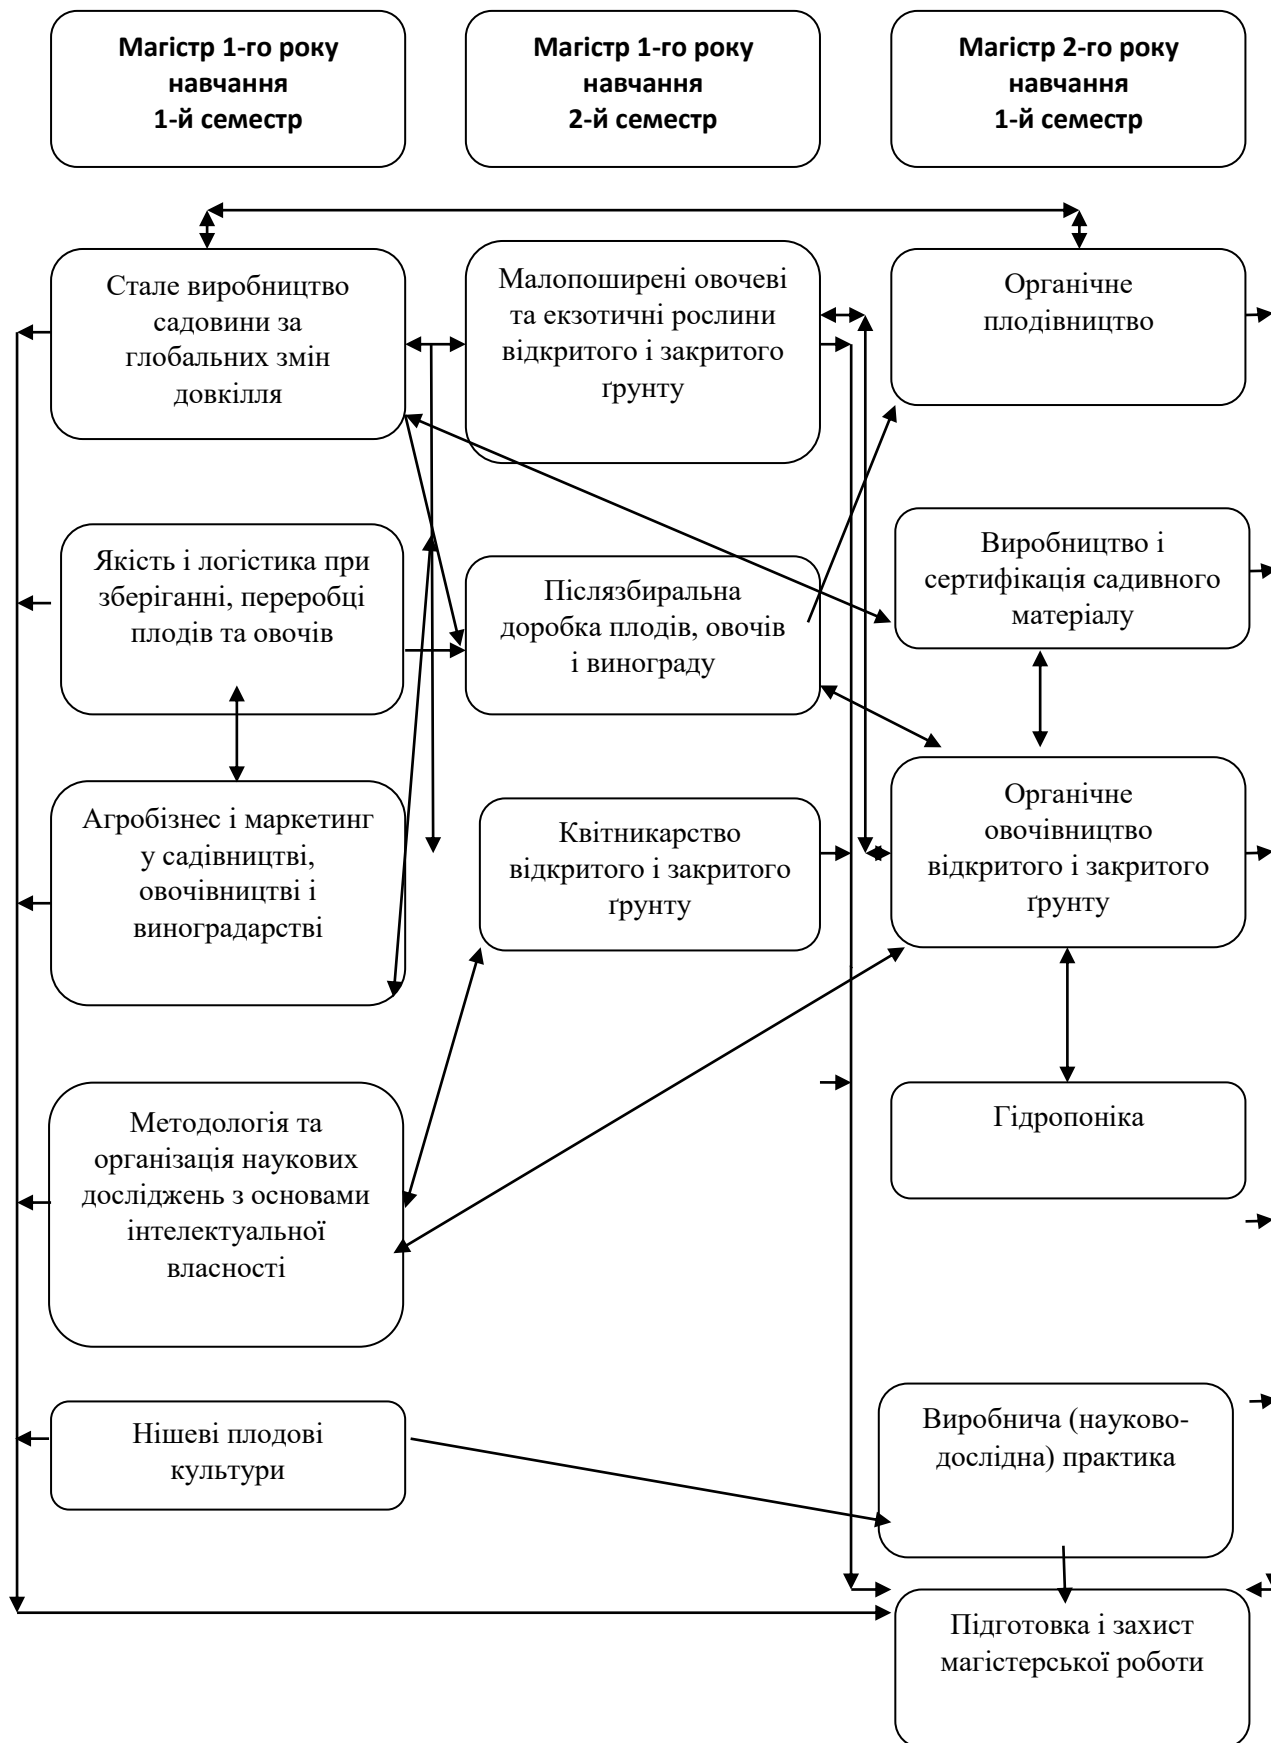 Магістр 1-го року
навчання
1-й семестр
Магістр 1-го року
навчання
2-й семестр
Магістр 2-го року
навчання
1-й семестр
Стале виробництво
садовини за
глобальних змін
довкілля
Малопоширені овочеві
та екзотичні рослини
відкритого і закритого
ґрунту
Органічне
плодівництво
Якість і логістика при
зберіганні, переробці
плодів та овочів
Післязбиральна
доробка плодів, овочів
і винограду
Виробництво і
сертифікація садивного
матеріалу
Агробізнес і маркетинг
у садівництві,
овочівництві і
виноградарстві
Квітникарство
відкритого і закритого
ґрунту
Органічне
овочівництво
відкритого і закритого
ґрунту
Методологія та
організація наукових
досліджень з основами
інтелектуальної
власності
Гідропоніка
Нішеві плодові
культури
Виробнича (науково-
дослідна) практика
Підготовка і захист
магістерської роботи